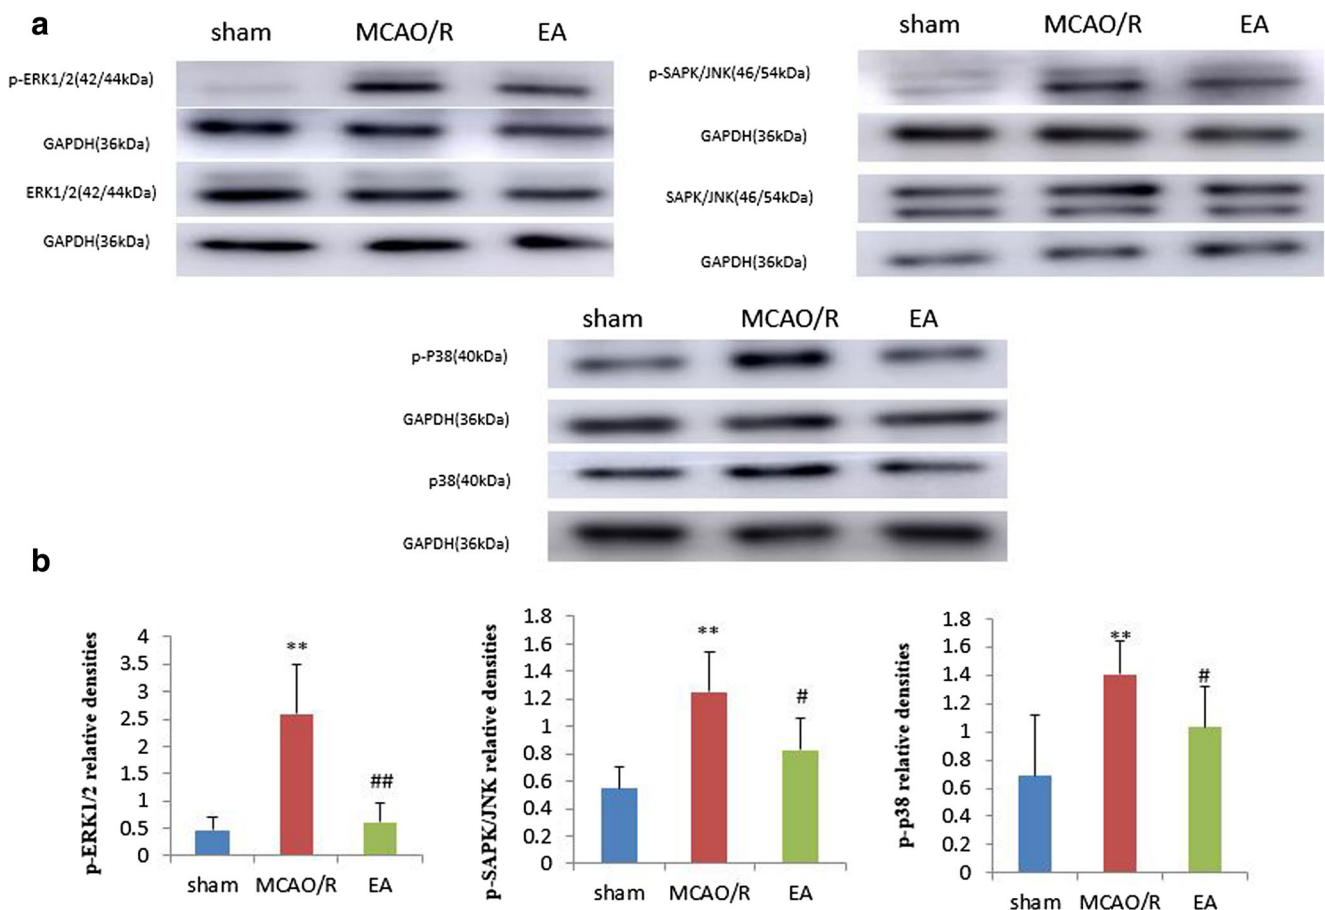 a
sham MCAO/R EA
p-ERK1/2(42/44kDa)
GAPDH(36kDa)
ERK1/2(42/44kDa)
GAPDH(36kDa)
sham MCAO/R EA
p-SAPK/JNK(46/54kDa)
GAPDH(36kDa)
SAPK/JNK(46/54kDa)
GAPDH(36kDa)
sham MCAO/R EA
p-P38(40kDa)
GAPDH(36kDa)
p38(40kDa)
GAPDH(36kDa)
b
p-ERK1/2 relative densities
4
3.5
3
2.5
2
1.5
1
0.5
0
**
##
sham MCAO/R EA
p-SAPK/JNK relative densities
1.8
1.6
1.4
1.2
1
0.8
0.6
0.4
0.2
0
**
#
sham MCAO/R EA
p-p38 relative densities
1.8
1.6
1.4
1.2
1
0.8
0.6
0.4
0.2
0
**
#
sham MCAO/R EA